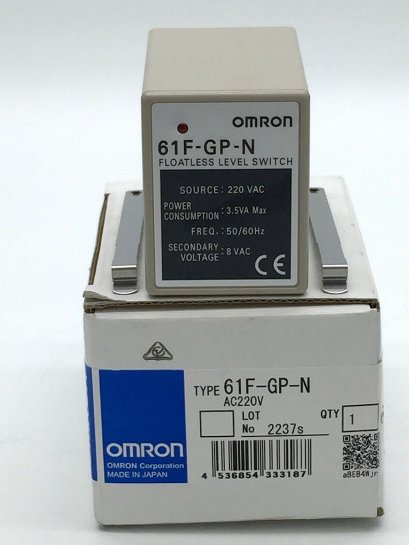 OMRON
61F-GP-N
FLOATLESS LEVEL SWITCH
SOURCE: 220 VAC
POWER CONSUMPTION: 3.5VA Max
FREQ.: 50/60Hz
SECONDARY VOLTAGE: 8 VAC
CE
TYPE 61F-GP-N
AC220V
LOT No 2237s
QTY 1
OMRON
OMRON Corporation
MADE IN JAPAN
4 536854 333187
aBE84Wjn